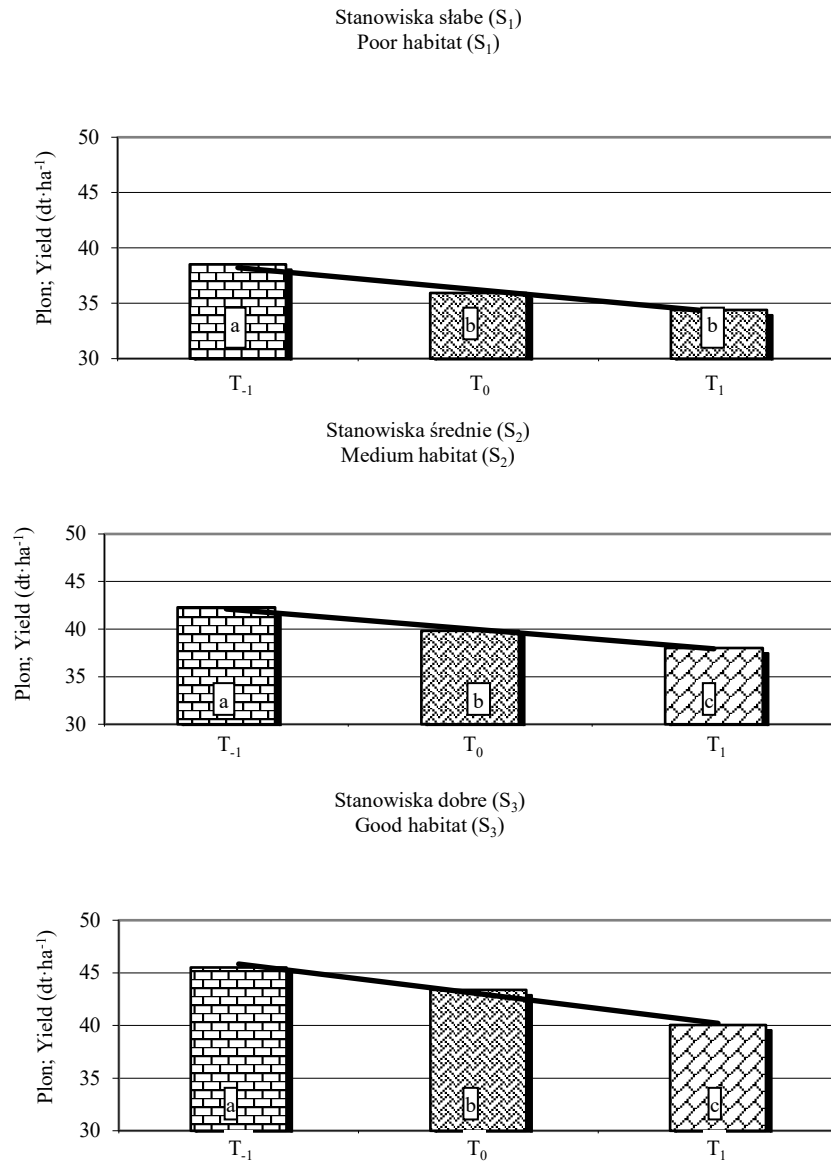 Stanowiska słabe (S₁)
Poor habitat (S₁)
Plon; Yield (dt·ha⁻¹)
50
45
40
35
30
a
b
b
T₋₁
T₀
T₁
Stanowiska średnie (S₂)
Medium habitat (S₂)
Plon; Yield (dt·ha⁻¹)
50
45
40
35
30
a
b
c
T₋₁
T₀
T₁
Stanowiska dobre (S₃)
Good habitat (S₃)
Plon; Yield (dt·ha⁻¹)
50
45
40
35
30
a
b
c
T₋₁
T₀
T₁